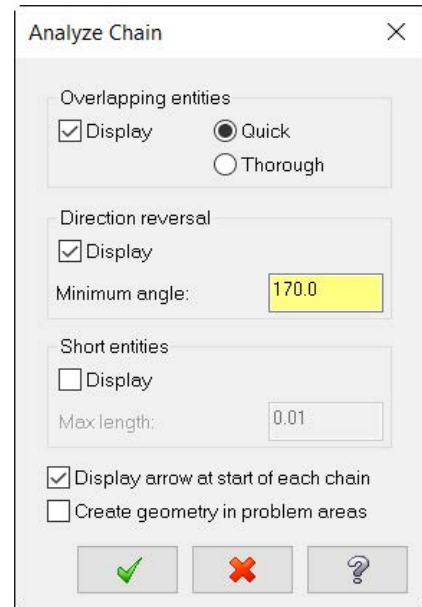 Analyze Chain
Overlapping entities
Display Quick
Thorough
Direction reversal
Display
Minimum angle: 170.0
Short entities
Display
Max length: 0.01
Display arrow at start of each chain
Create geometry in problem areas
?